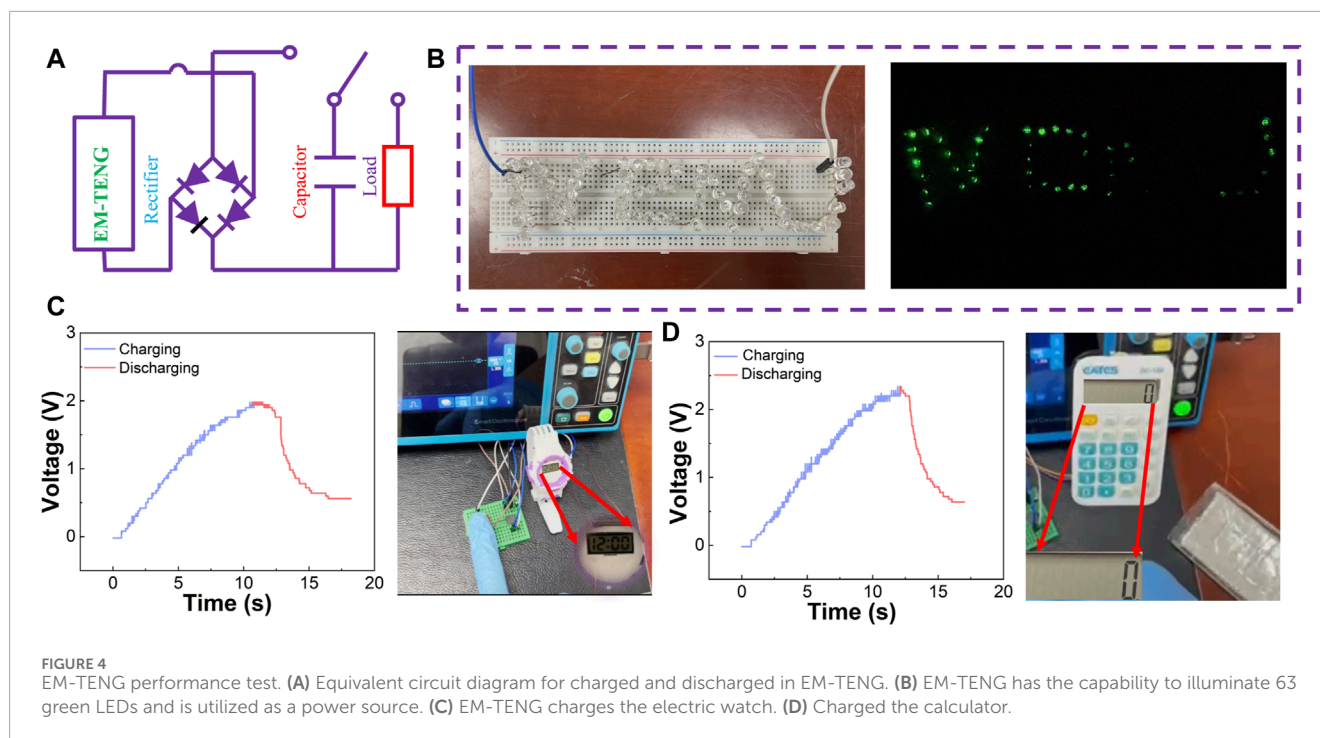 A
EM-TENG
Rectifier
Capacitor
Load
B
C
3
2
1
0
Voltage (V)
Charging
Discharging
0
5
10
15
20
Time (s)
12:00
D
3
2
1
0
Voltage (V)
Charging
Discharging
0
5
10
15
20
Time (s)
EATES
0
0
FIGURE 4
EM-TENG performance test. (A) Equivalent circuit diagram for charged and discharged in EM-TENG. (B) EM-TENG has the capability to illuminate 63
green LEDs and is utilized as a power source. (C) EM-TENG charges the electric watch. (D) Charged the calculator.